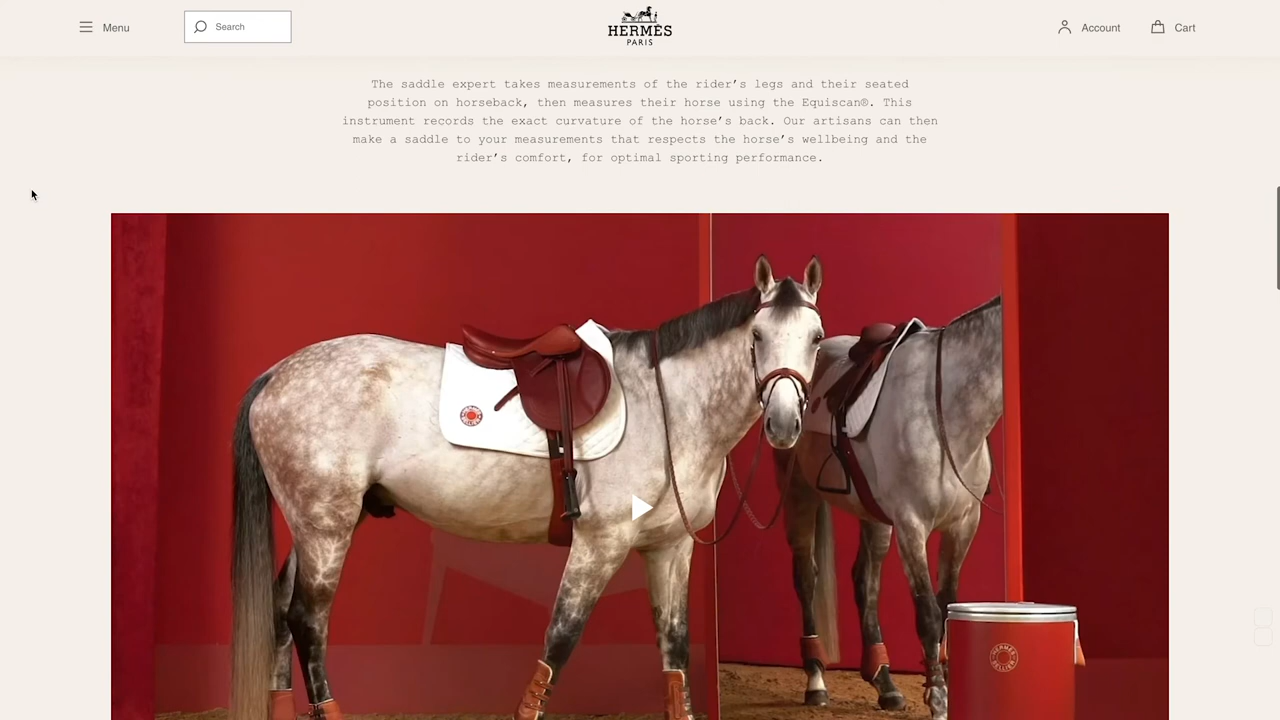 Menu
Search
HERMÈS
PARIS
Account
Cart
The saddle expert takes measurements of the rider’s legs and their seated
position on horseback, then measures their horse using the Equiscan®. This
instrument records the exact curvature of the horse’s back. Our artisans can then
make a saddle to your measurements that respects the horse’s wellbeing and the
rider’s comfort, for optimal sporting performance.
HERMÈS
SELLIER